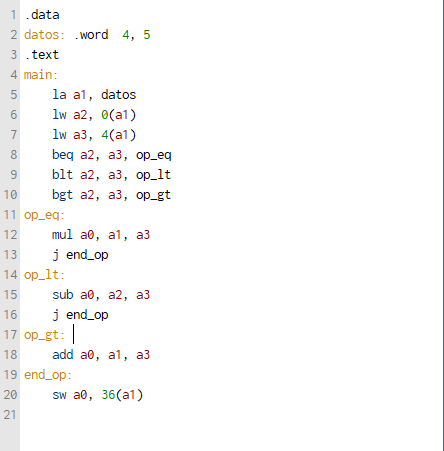 1 .data
2 datos: .word  4, 5
3 .text
4 main:
5     la a1, datos
6     lw a2, 0(a1)
7     lw a3, 4(a1)
8     beq a2, a3, op_eq
9     blt a2, a3, op_lt
10     bgt a2, a3, op_gt
11 op_eq:
12     mul a0, a1, a3
13     j end_op
14 op_lt:
15     sub a0, a2, a3
16     j end_op
17 op_gt:
18     add a0, a1, a3
19 end_op:
20     sw a0, 36(a1)
21